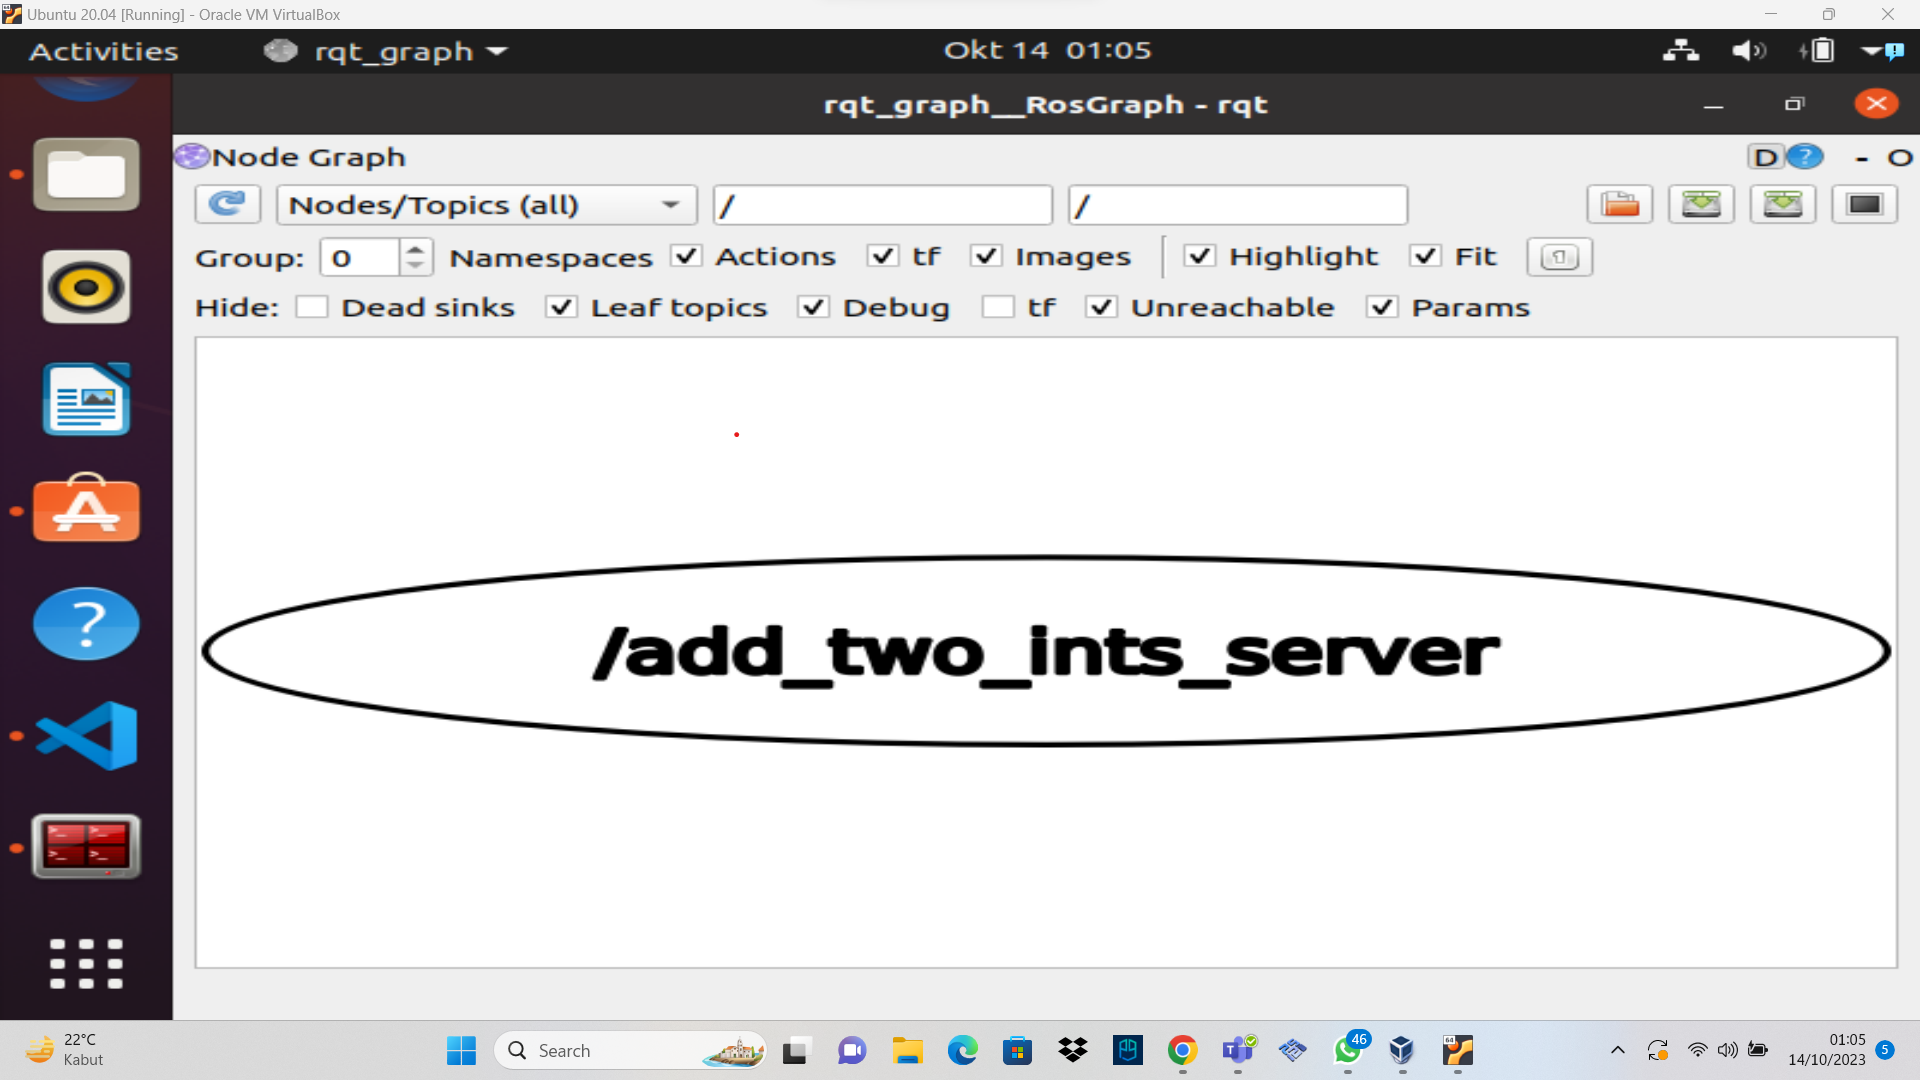 Ubuntu 20.04 [Running] - Oracle VM VirtualBox
Activities rqt_graph Okt 14 01:05
rqt_graph__RosGraph - rqt
Node Graph D ? - O
Nodes/Topics (all) / /
Group: 0 Namespaces Actions tf Images Highlight Fit
Hide: Dead sinks Leaf topics Debug tf Unreachable Params
/add_two_ints_server
22°C
Kabut
Search
46
64
01:05
14/10/2023
5